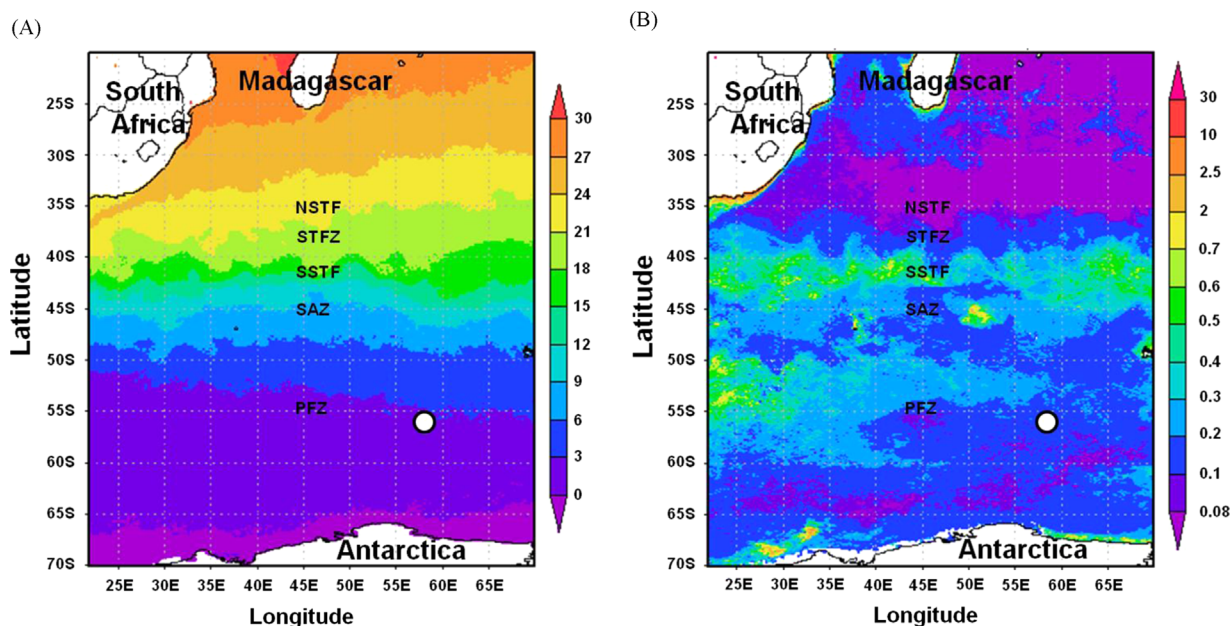 (A)
South
Africa
Madagascar
25S
30S
35S
40S
45S
50S
55S
60S
65S
70S
NSTF
STFZ
SSTF
SAZ
PFZ
Antarctica
25E
30E
35E
40E
45E
50E
55E
60E
65E
Latitude
Longitude
30
27
24
21
18
15
12
9
6
3
0
(B)
South
Africa
Madagascar
25S
30S
35S
40S
45S
50S
55S
60S
65S
70S
NSTF
STFZ
SSTF
SAZ
PFZ
Antarctica
25E
30E
35E
40E
45E
50E
55E
60E
65E
Latitude
Longitude
30
10
2.5
2
0.7
0.6
0.5
0.4
0.3
0.2
0.1
0.08